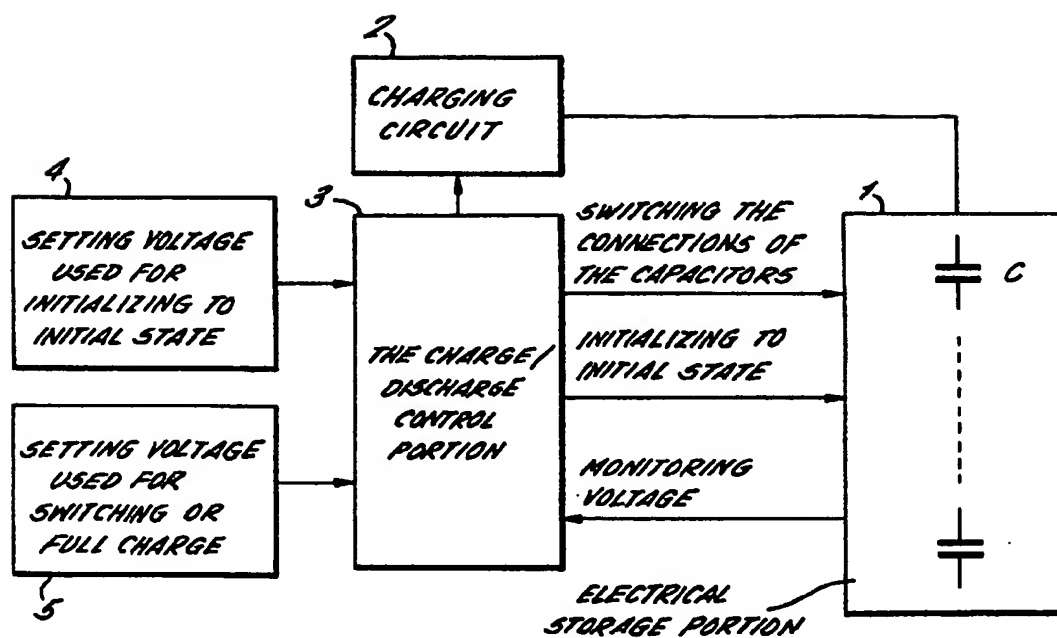 2
CHARGING
CIRCUIT
4
SETTING VOLTAGE
USED FOR
INITIALIZING TO
INITIAL STATE
3
THE CHARGE/
DISCHARGE
CONTROL
PORTION
SWITCHING THE
CONNECTIONS OF
THE CAPACITORS
INITIALIZING TO
INITIAL STATE
MONITORING
VOLTAGE
1
C
SETTING VOLTAGE
USED FOR
SWITCHING OR
FULL CHARGE
5
ELECTRICAL
STORAGE PORTION